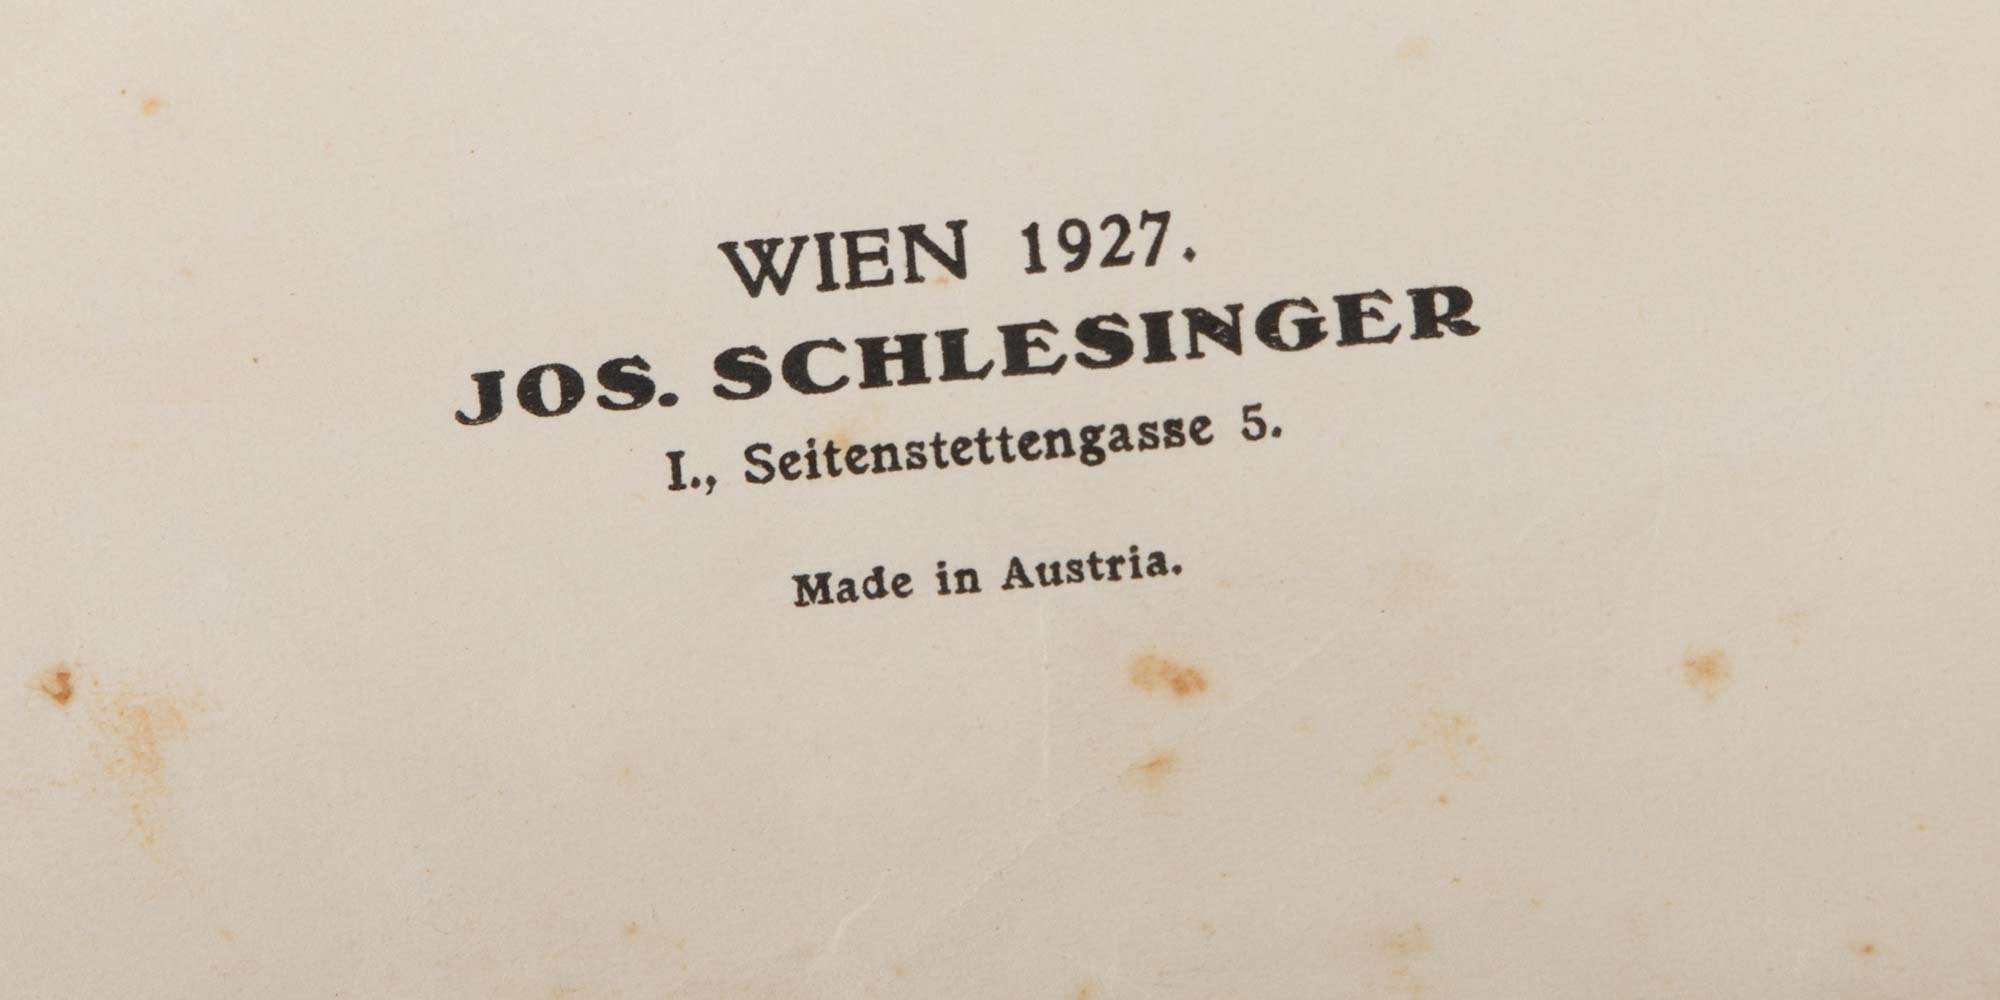 WIEN 1927.
JOS. SCHLESINGER
I., Seitenstettengasse 5.
Made in Austria.